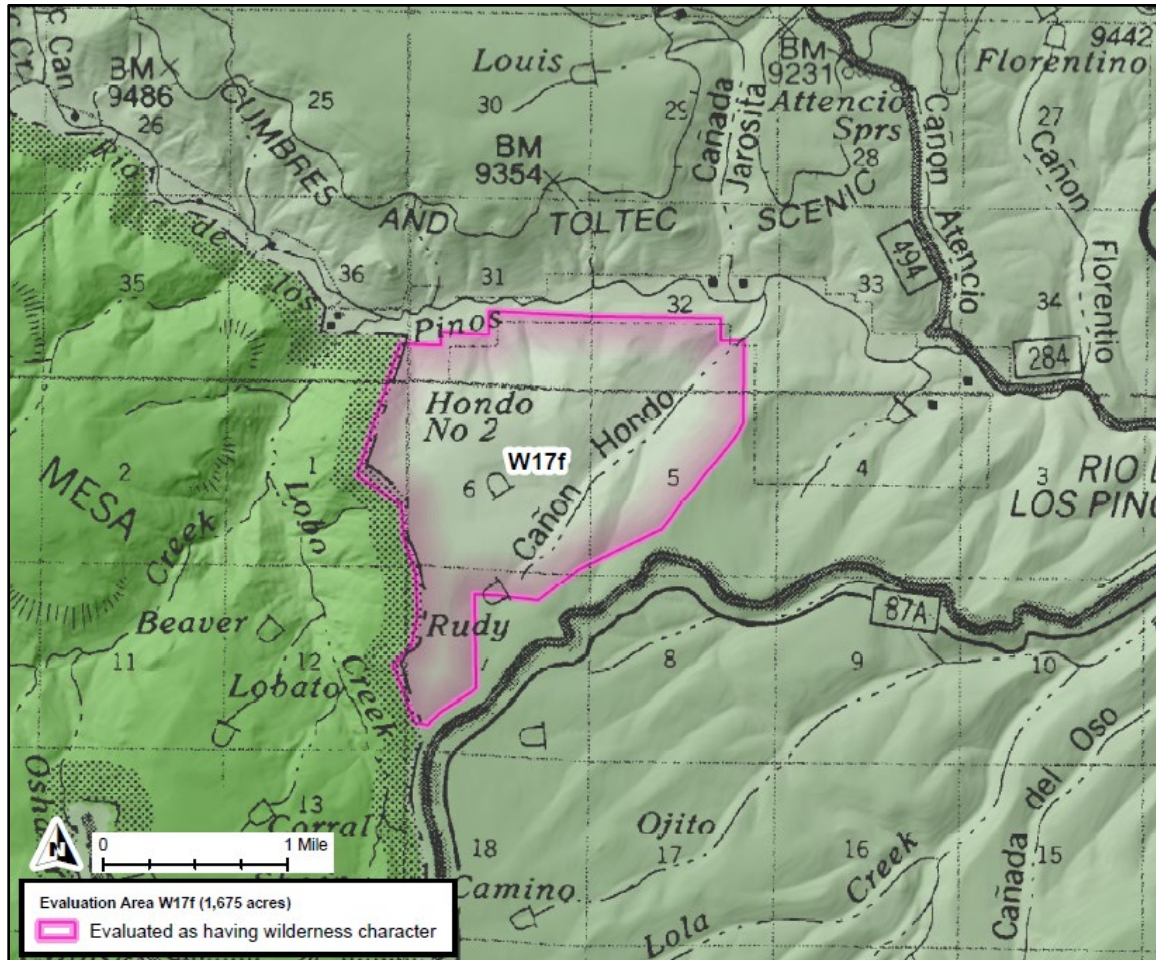 Can
Cr
BM
9486
26
CUMBRES
25
Louis
30
BM
9354
29
Cañada
Jarosita
BM
9231
Attencio
Sprs
28
Canon
Atencio
9442
Florentino
27
Cañon
Florentio
Rio
de
los
Pinos
AND
TOLTEC
SCENIC
35
36
31
32
33
494
34
284
MESA
2
1
Hondo
No 2
W17f
6
Cañon
Hondo
5
4
3
RIO
LOS PINO
Lobo
Creek
Creek
Beaver
Rudy
87A
11
12
Lobato
8
9
10
Osha
13
Corral
18
Ojito
17
16
15
Camino
Lola
Creek
Cañada
del
Oso
N
0
1 Mile
Evaluation Area W17f (1,675 acres)
Evaluated as having wilderness character